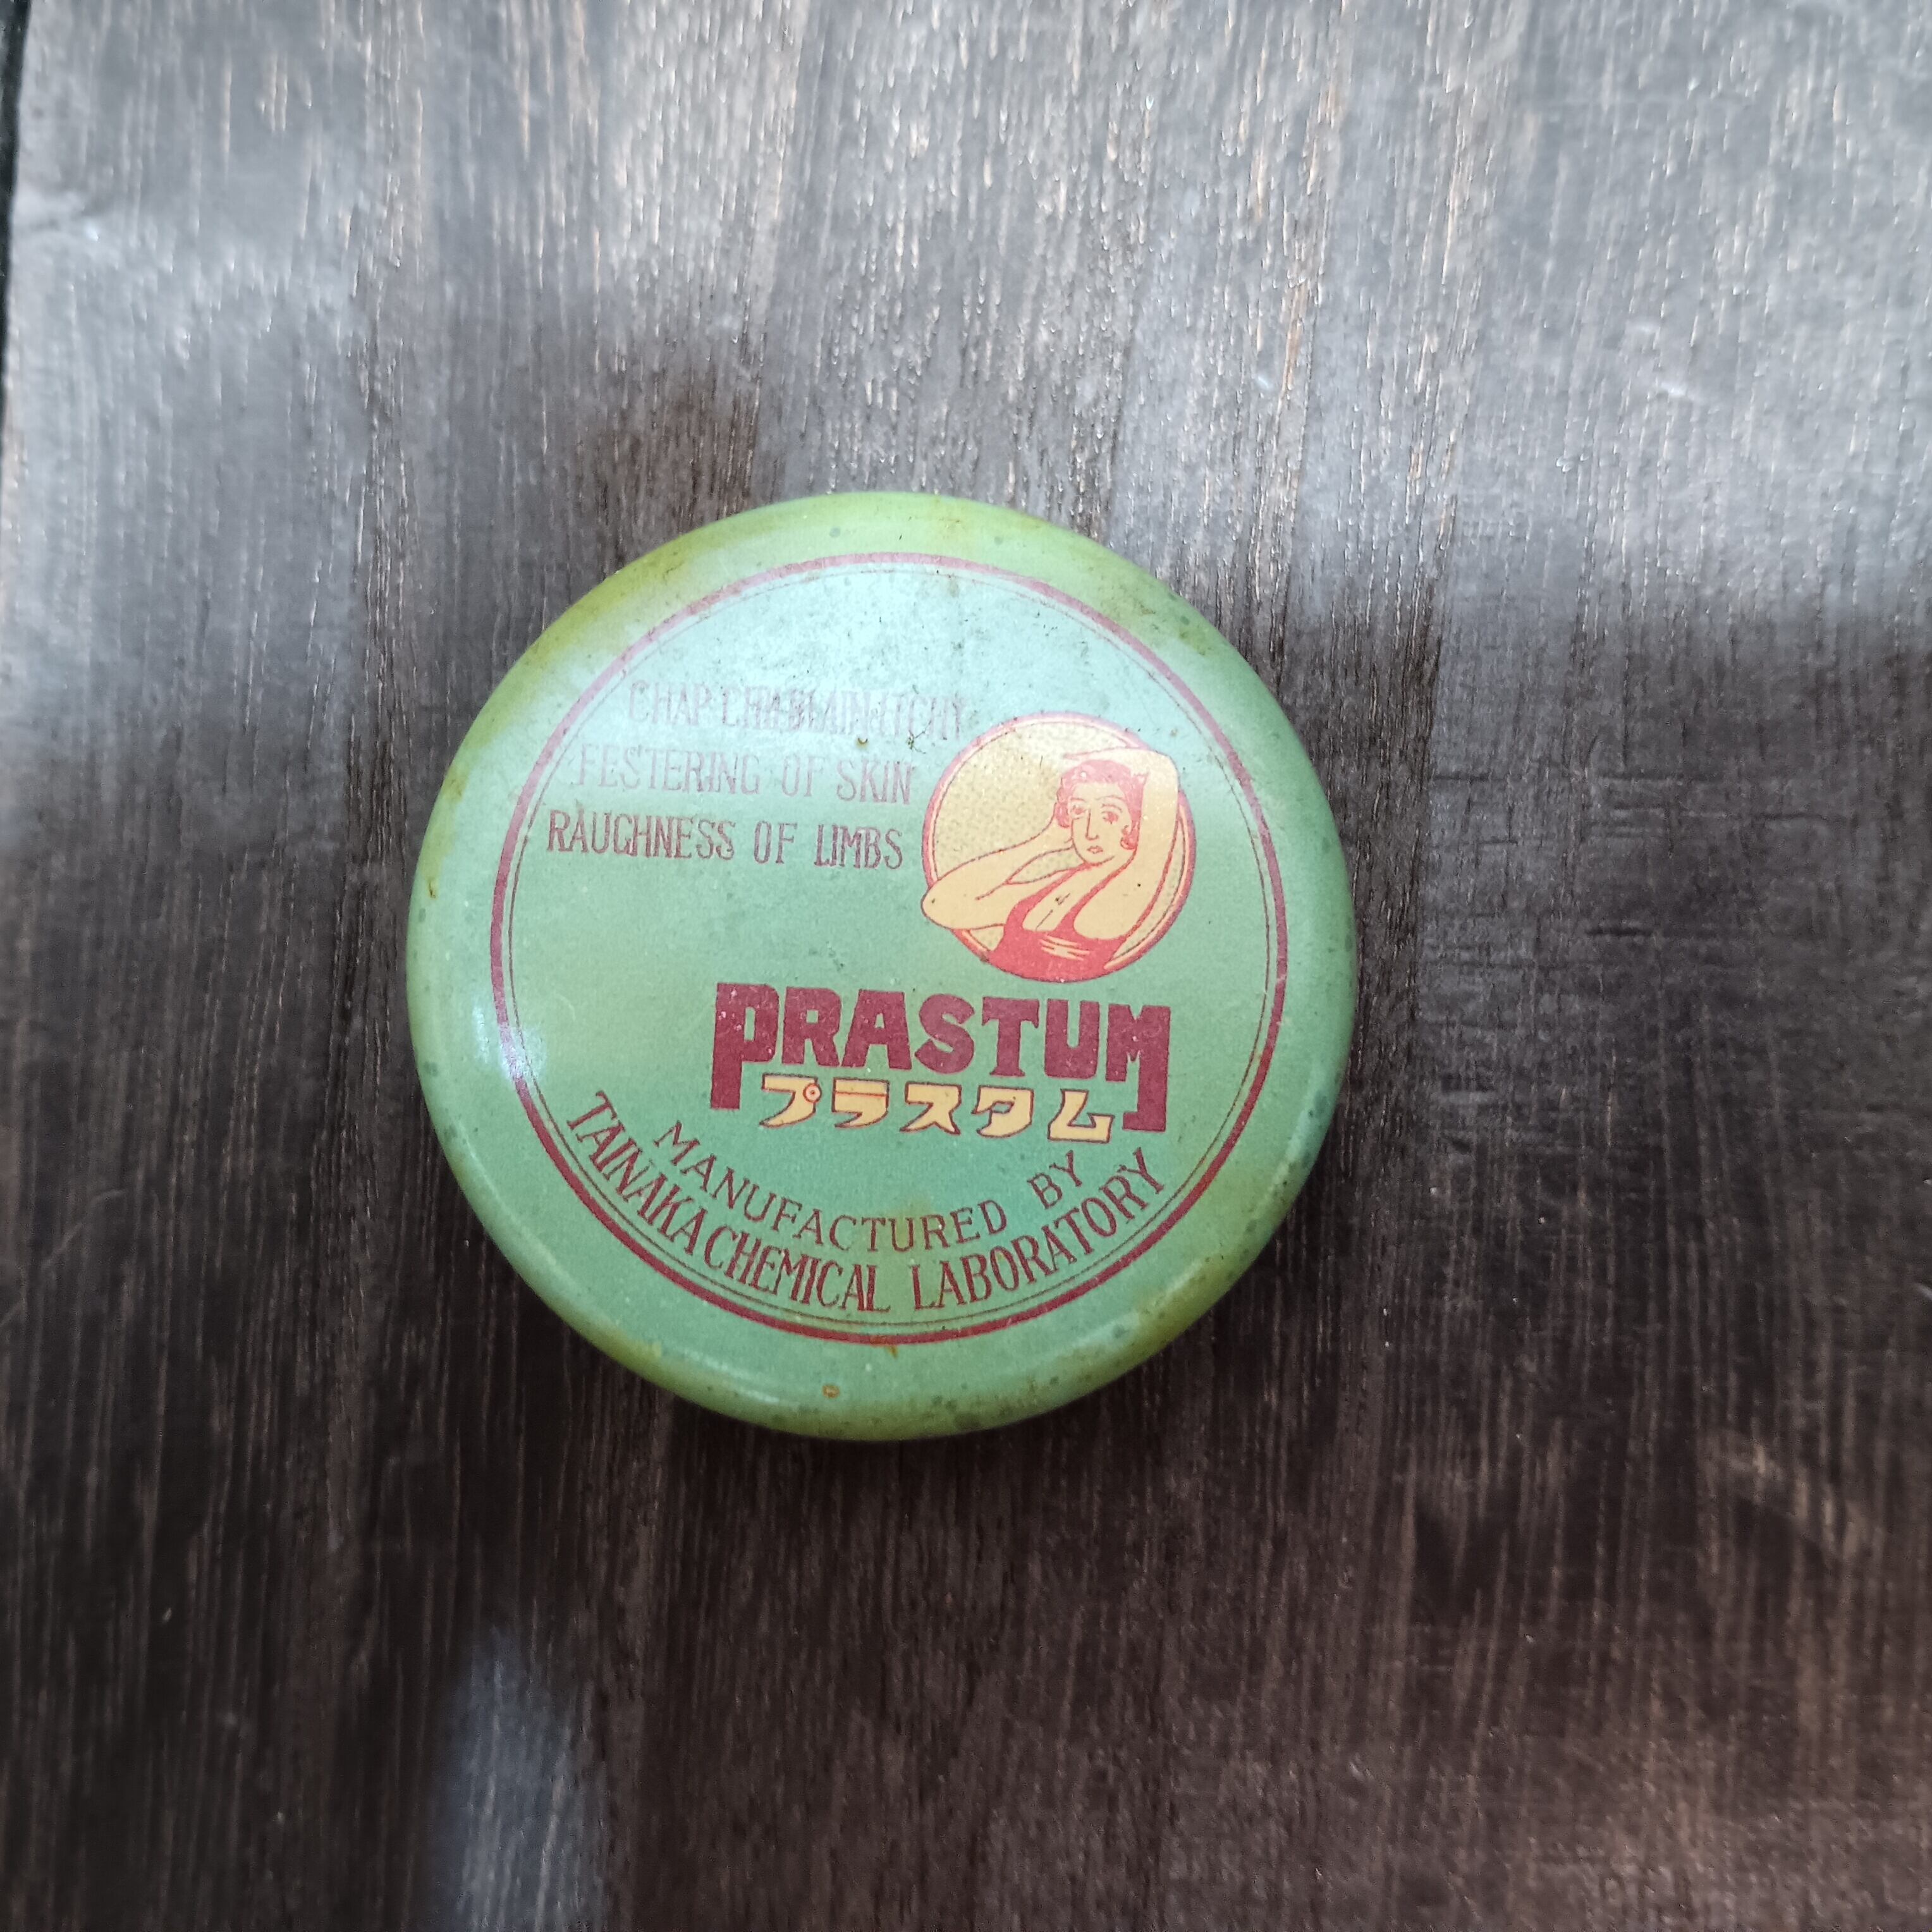 CHAP·CHABLAIN·ITCHY
FESTERING OF SKIN
RAUGHNESS OF LIMBS
PRASTUM
プラスタム
MANUFACTURED BY
TAINAKA CHEMICAL LABORATORY